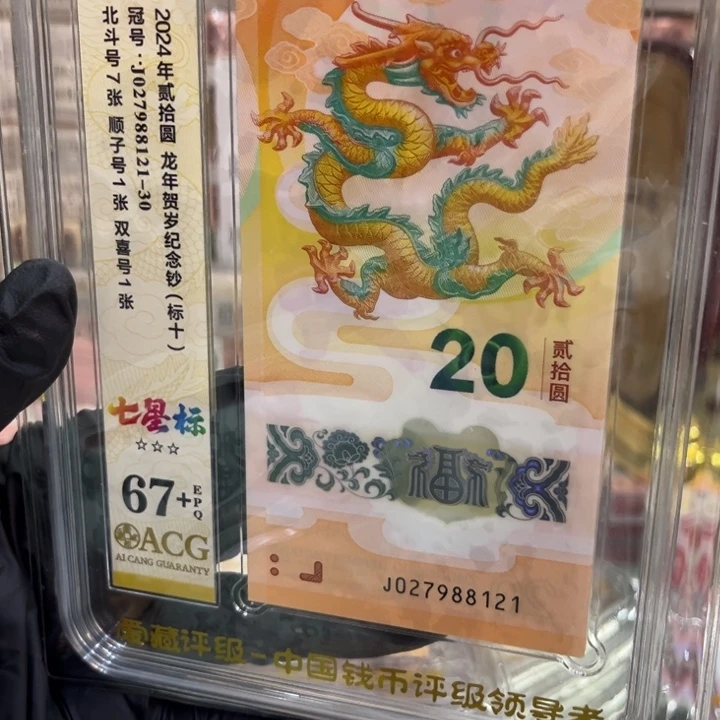 2024年贰拾圆 龙年贺岁纪念钞(标十)
冠号:J027988121-30
北斗号7张 顺子号1张 双喜号1张
七星标
☆☆☆
67+EPQ
ACG
AI CANG GUARANTY
20
贰拾圆
福
J027988121
爱藏评级-中国钱币评级领导者